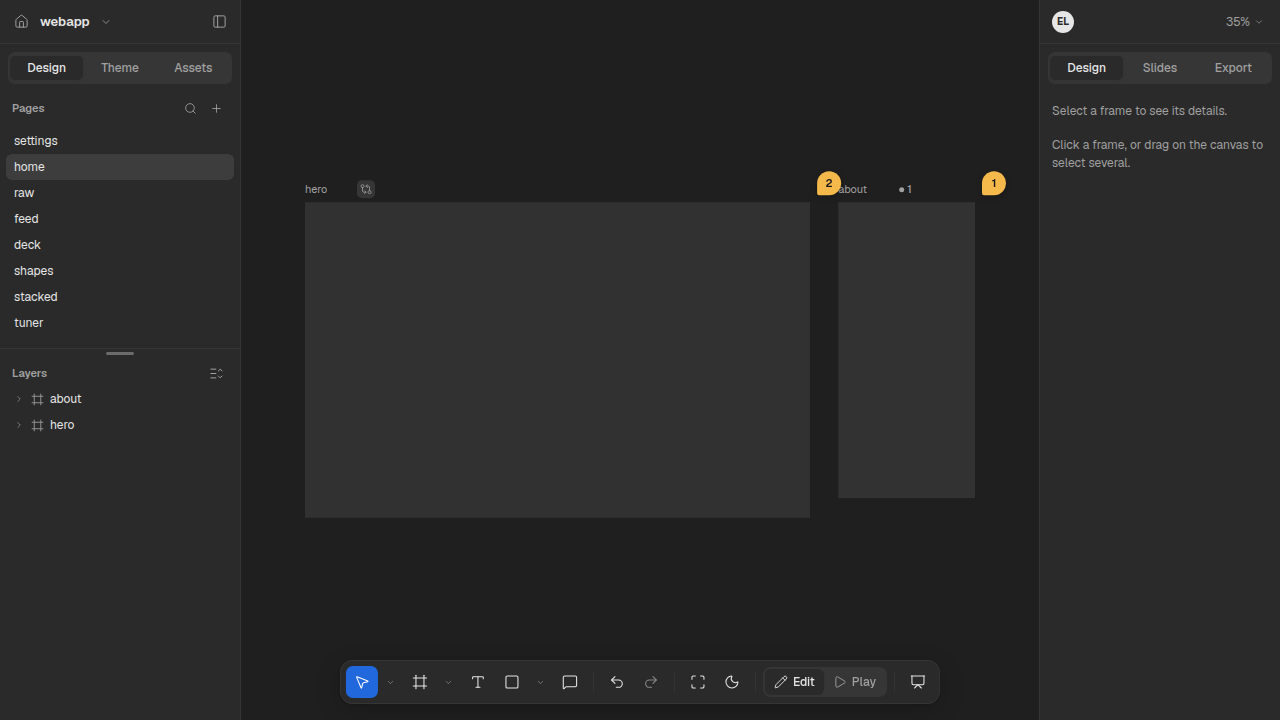 webapp
Design Theme Assets
Pages
settings
home
raw
feed
deck
shapes
stacked
tuner
Layers
about
hero
hero
2
about
1
1
Edit Play
EL
35%
Design Slides Export
Select a frame to see its details.
Click a frame, or drag on the canvas to
select several.